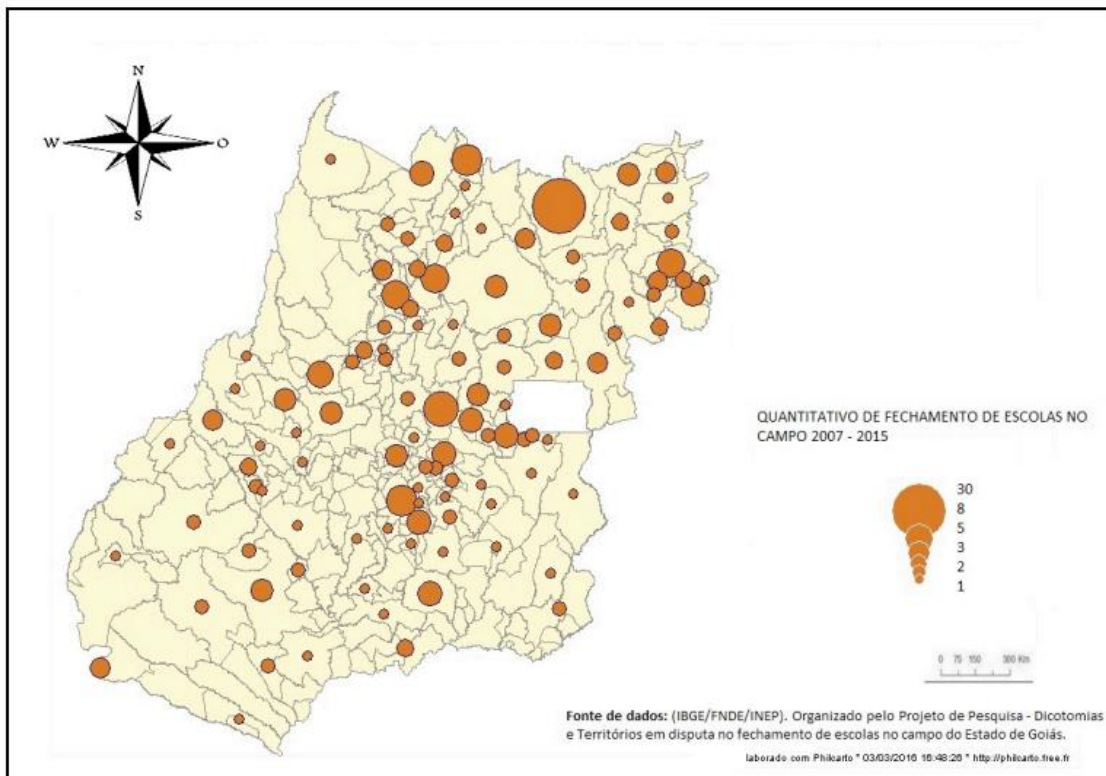 N
W
O
S
QUANTITATIVO DE FECHAMENTO DE ESCOLAS NO
CAMPO 2007 - 2015
30
8
5
3
2
1
0 75 150 300 Km
Fonte de dados: (IBGE/FNDE/INEP). Organizado pelo Projeto de Pesquisa - Dicotomias
e Territórios em disputa no fechamento de escolas no campo do Estado de Goiás.
laborado com Philcarto * 03/03/2016 16:48:26 * http://philcarto.free.fr